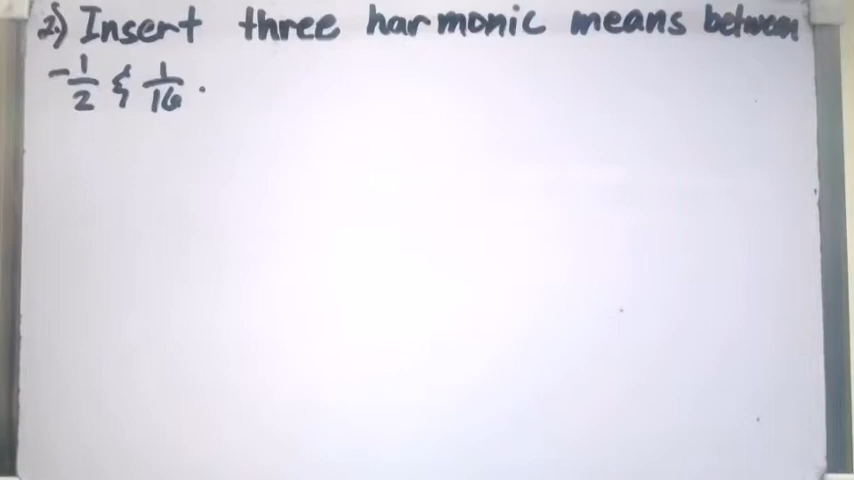 2.) Insert three harmonic means between
-1/2 & 1/16.